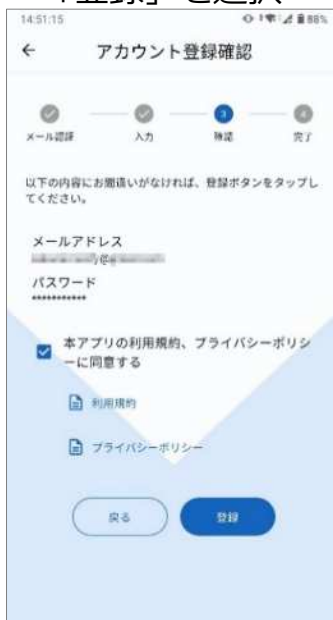 「登録」を選択
14:51:15
88%
← アカウント登録確認
3
4
メール認証 入力 確認 完了
以下の内容にお間違いがなければ、登録ボタンをタップし
てください。
メールアドレス
パスワード
***********
本アプリの利用規約、プライバシーポリシ
ーに同意する
利用規約
プライバシーポリシー
戻る 登録